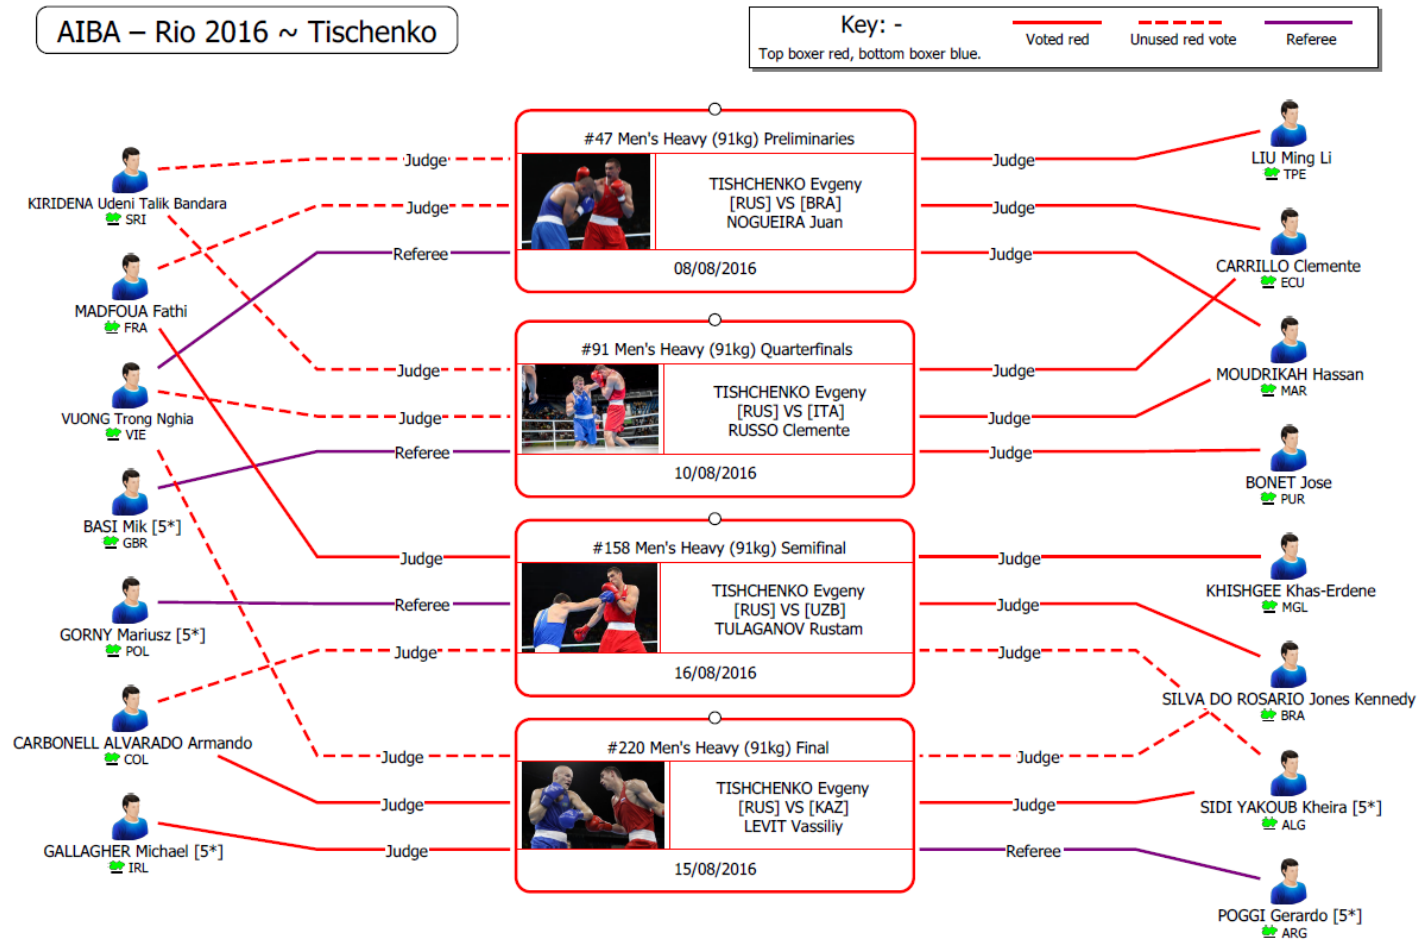 AIBA – Rio 2016 ~ Tischenko
Key: -
Top boxer red, bottom boxer blue.
Voted red
Unused red vote
Referee
KIRIDENA Udeni Talik Bandara
SRI
MADFOUA Fathi
FRA
VUONG Trong Nghia
VIE
BASI Mik [5*]
GBR
GORNY Mariusz [5*]
POL
CARBONELL ALVARADO Armando
COL
GALLAGHER Michael [5*]
IRL
Judge
Judge
Referee
#47 Men's Heavy (91kg) Preliminaries
TISHCHENKO Evgeny
[RUS] VS [BRA]
NOGUEIRA Juan
08/08/2016
Judge
Judge
Judge
Judge
Judge
Referee
#91 Men's Heavy (91kg) Quarterfinals
TISHCHENKO Evgeny
[RUS] VS [ITA]
RUSSO Clemente
10/08/2016
Judge
Judge
Judge
Judge
Referee
Judge
#158 Men's Heavy (91kg) Semifinal
TISHCHENKO Evgeny
[RUS] VS [UZB]
TULAGANOV Rustam
16/08/2016
Judge
Judge
Judge
Judge
Judge
Judge
#220 Men's Heavy (91kg) Final
TISHCHENKO Evgeny
[RUS] VS [KAZ]
LEVIT Vassiliy
15/08/2016
Judge
Judge
Referee
LIU Ming Li
TPE
CARRILLO Clemente
ECU
MOUDRIKAH Hassan
MAR
BONET Jose
PUR
KHISHGEE Khas-Erdene
MGL
SILVA DO ROSARIO Jones Kennedy
BRA
SIDI YAKOUB Kheira [5*]
ALG
POGGI Gerardo [5*]
ARG